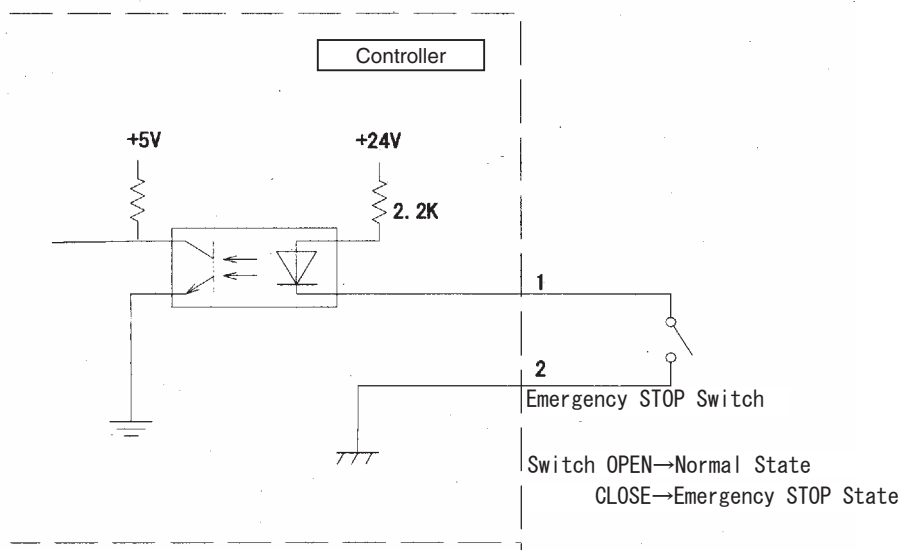 Controller
+5V
+24V
2.2K
1
2
Emergency STOP Switch
Switch OPEN→Normal State
CLOSE→Emergency STOP State